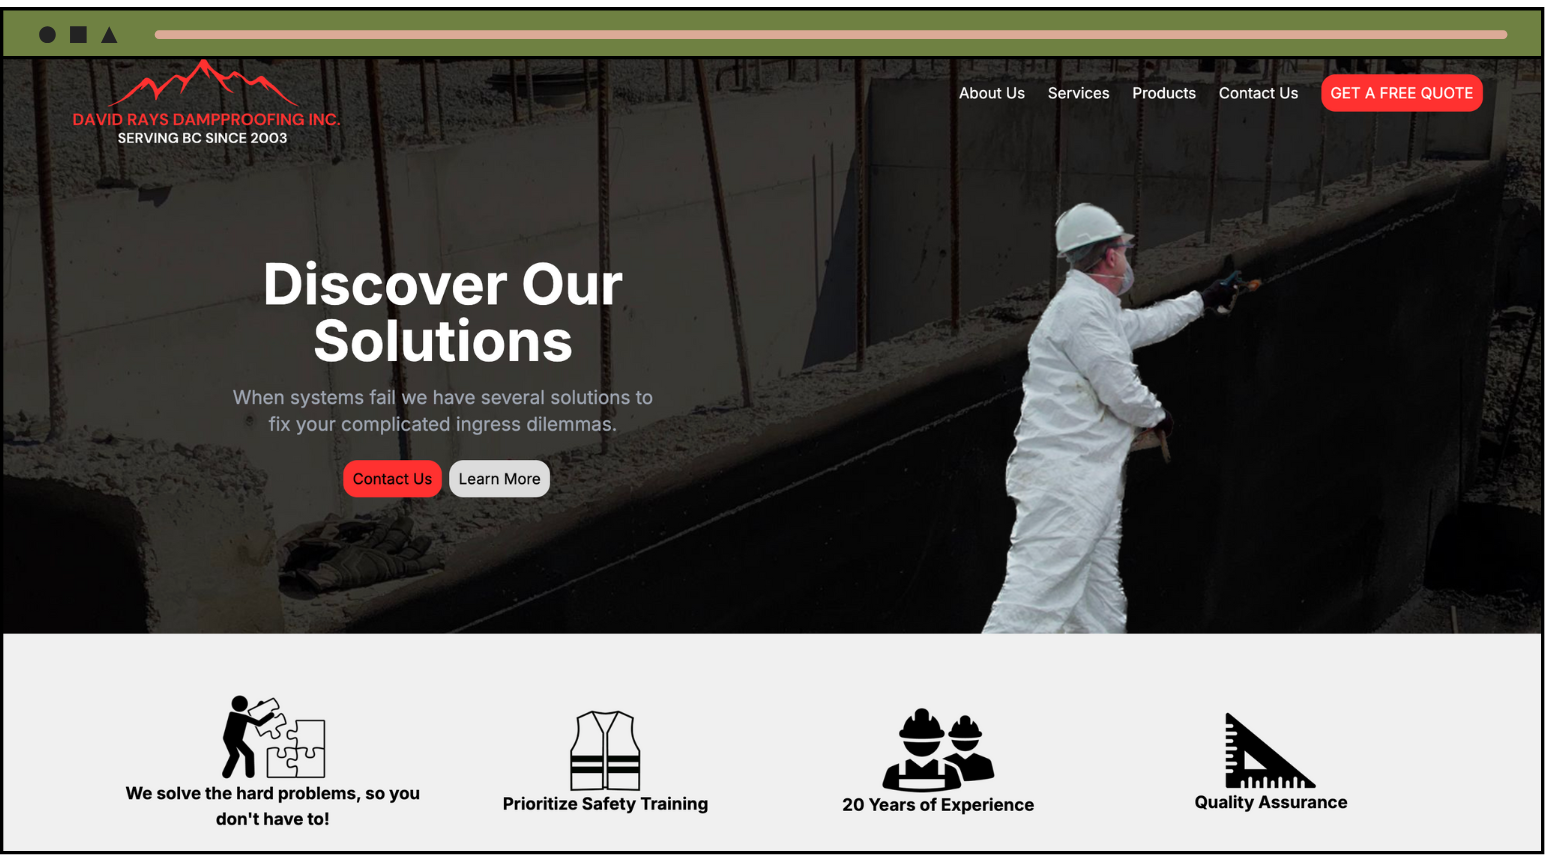 DAVID RAYS DAMPPROOFING INC.
SERVING BC SINCE 2003
About Us Services Products Contact Us GET A FREE QUOTE
Discover Our
Solutions
When systems fail we have several solutions to
fix your complicated ingress dilemmas.
Contact Us Learn More
We solve the hard problems, so you
don't have to!
Prioritize Safety Training
20 Years of Experience
Quality Assurance